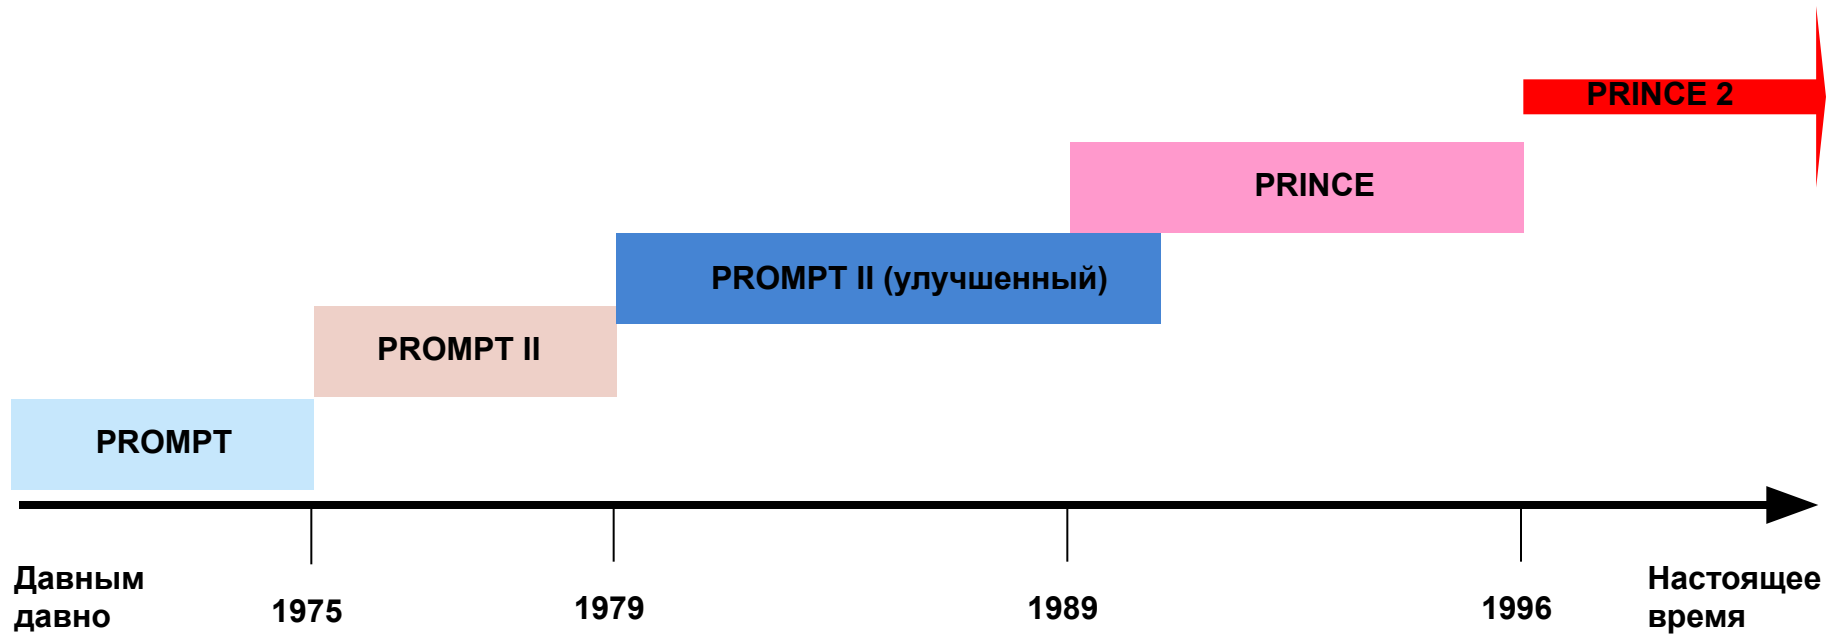 PRINCE 2
PRINCE
PROMPT II (улучшенный)
PROMPT II
PROMPT
Давным
давно
1975
1979
1989
1996
Настоящее
время